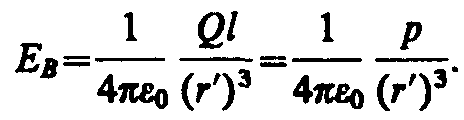 E_B = \frac{1}{4\pi\varepsilon_0} \frac{Ql}{(r')^3} = \frac{1}{4\pi\varepsilon_0} \frac{p}{(r')^3}.